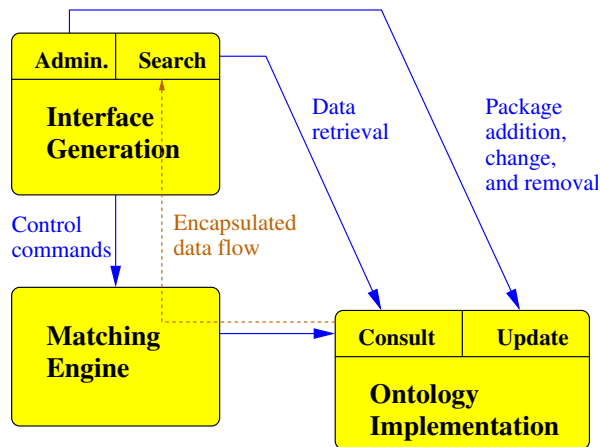 Admin.
Search
Interface
Generation
Data
retrieval
Package
addition,
change,
and removal
Control
commands
Encapsulated
data flow
Matching
Engine
Consult
Update
Ontology
Implementation